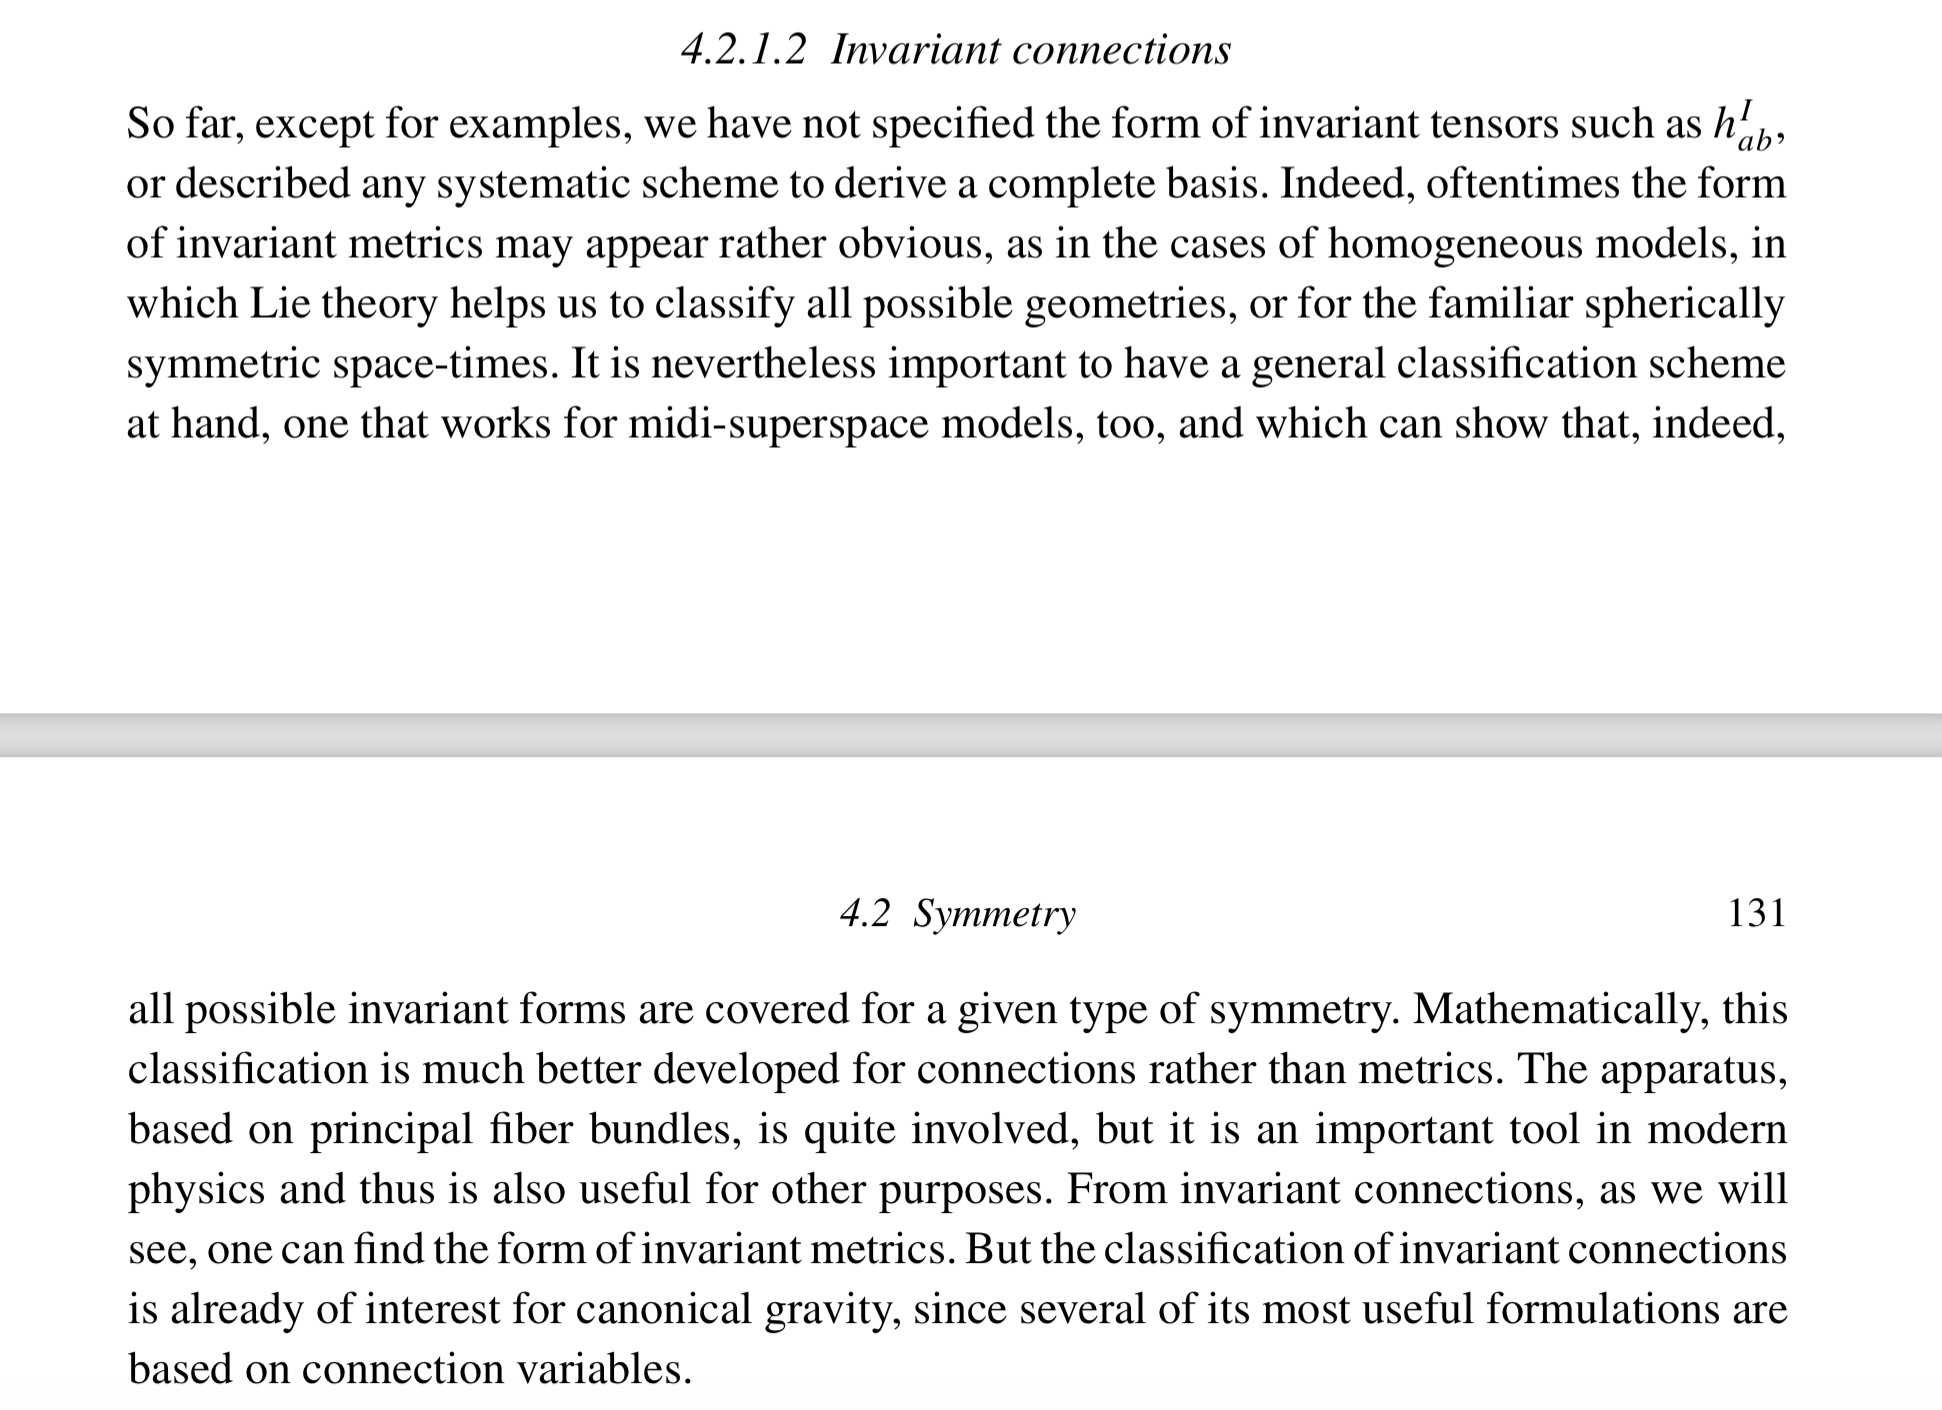 4.2.1.2 Invariant connections
So far, except for examples, we have not specified the form of invariant tensors such as $h^I_{ab}$,
or described any systematic scheme to derive a complete basis. Indeed, oftentimes the form
of invariant metrics may appear rather obvious, as in the cases of homogeneous models, in
which Lie theory helps us to classify all possible geometries, or for the familiar spherically
symmetric space-times. It is nevertheless important to have a general classification scheme
at hand, one that works for midi-superspace models, too, and which can show that, indeed,
4.2 Symmetry 131
all possible invariant forms are covered for a given type of symmetry. Mathematically, this
classification is much better developed for connections rather than metrics. The apparatus,
based on principal fiber bundles, is quite involved, but it is an important tool in modern
physics and thus is also useful for other purposes. From invariant connections, as we will
see, one can find the form of invariant metrics. But the classification of invariant connections
is already of interest for canonical gravity, since several of its most useful formulations are
based on connection variables.